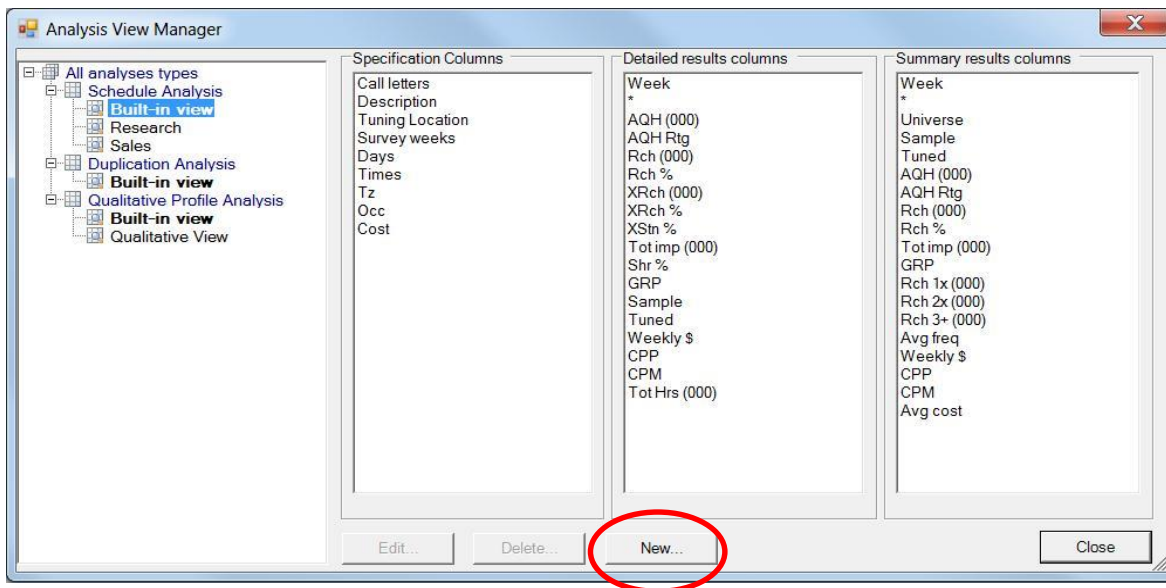 Analysis View Manager
All analyses types
Schedule Analysis
Built-in view
Research
Sales
Duplication Analysis
Built-in view
Qualitative Profile Analysis
Built-in view
Qualitative View
Specification Columns
Call letters
Description
Tuning Location
Survey weeks
Days
Times
Tz
Occ
Cost
Detailed results columns
Week
*
AQH (000)
AQH Rtg
Rch (000)
Rch %
XRch (000)
XRch %
XStn %
Tot imp (000)
Shr %
GRP
Sample
Tuned
Weekly $
CPP
CPM
Tot Hrs (000)
Summary results columns
Week
*
Universe
Sample
Tuned
AQH (000)
AQH Rtg
Rch (000)
Rch %
Tot imp (000)
GRP
Rch 1x (000)
Rch 2x (000)
Rch 3+ (000)
Avg freq
Weekly $
CPP
CPM
Avg cost
Edit...
Delete...
New...
Close